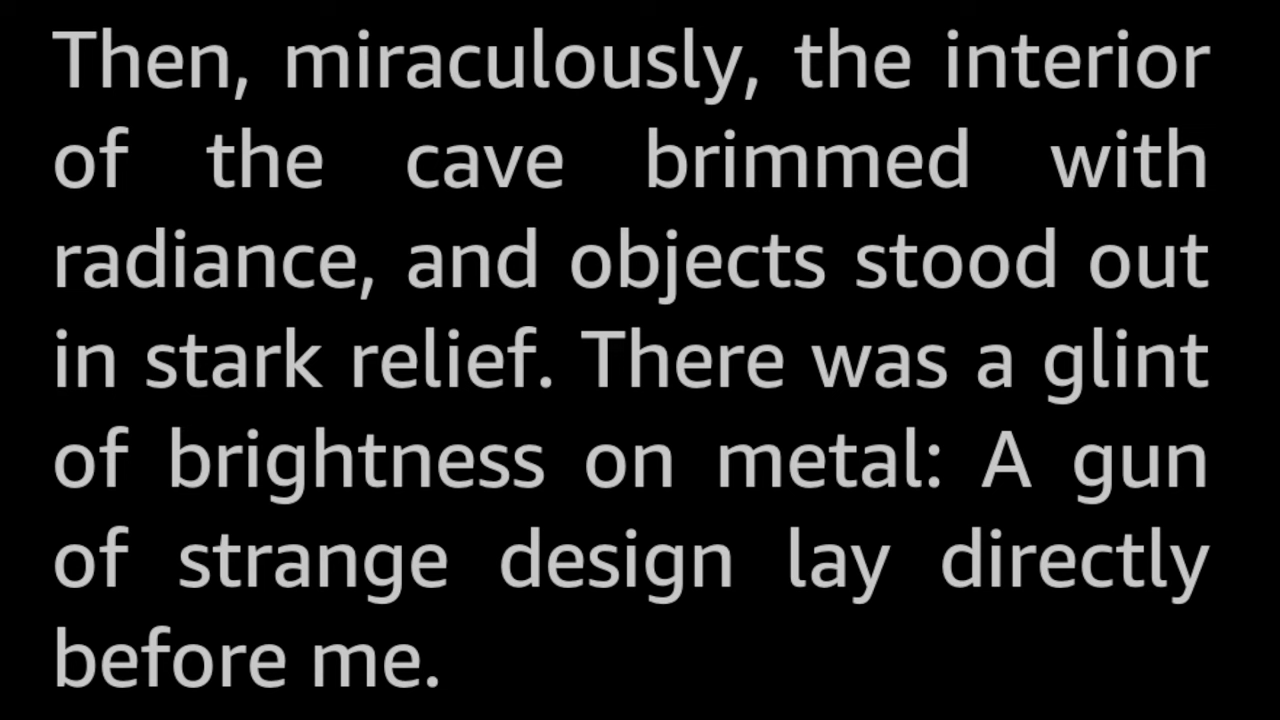 Then, miraculously, the interior
of the cave brimmed with
radiance, and objects stood out
in stark relief. There was a glint
of brightness on metal: A gun
of strange design lay directly
before me.